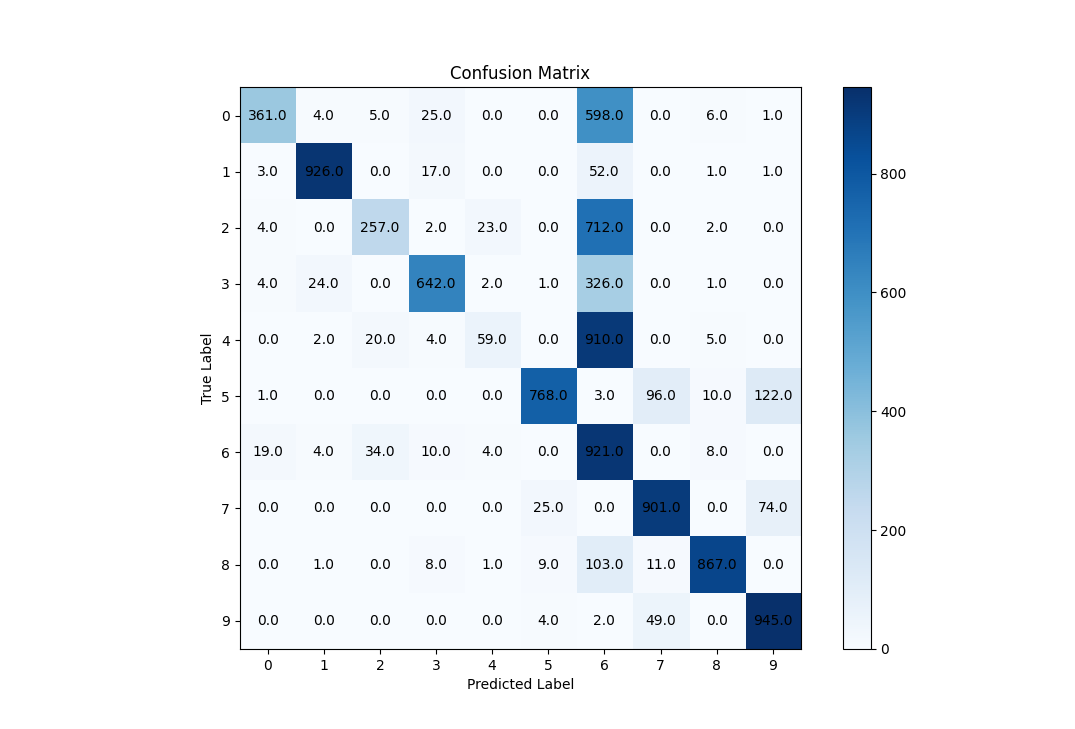 Confusion Matrix
0 361.0 4.0 5.0 25.0 0.0 0.0 598.0 0.0 6.0 1.0
1 3.0 926.0 0.0 17.0 0.0 0.0 52.0 0.0 1.0 1.0
2 4.0 0.0 257.0 2.0 23.0 0.0 712.0 0.0 2.0 0.0
3 4.0 24.0 0.0 642.0 2.0 1.0 326.0 0.0 1.0 0.0
4 0.0 2.0 20.0 4.0 59.0 0.0 910.0 0.0 5.0 0.0
5 1.0 0.0 0.0 0.0 0.0 768.0 3.0 96.0 10.0 122.0
6 19.0 4.0 34.0 10.0 4.0 0.0 921.0 0.0 8.0 0.0
7 0.0 0.0 0.0 0.0 0.0 25.0 0.0 901.0 0.0 74.0
8 0.0 1.0 0.0 8.0 1.0 9.0 103.0 11.0 867.0 0.0
9 0.0 0.0 0.0 0.0 0.0 4.0 2.0 49.0 0.0 945.0
0 1 2 3 4 5 6 7 8 9
Predicted Label
True Label
800
600
400
200
0